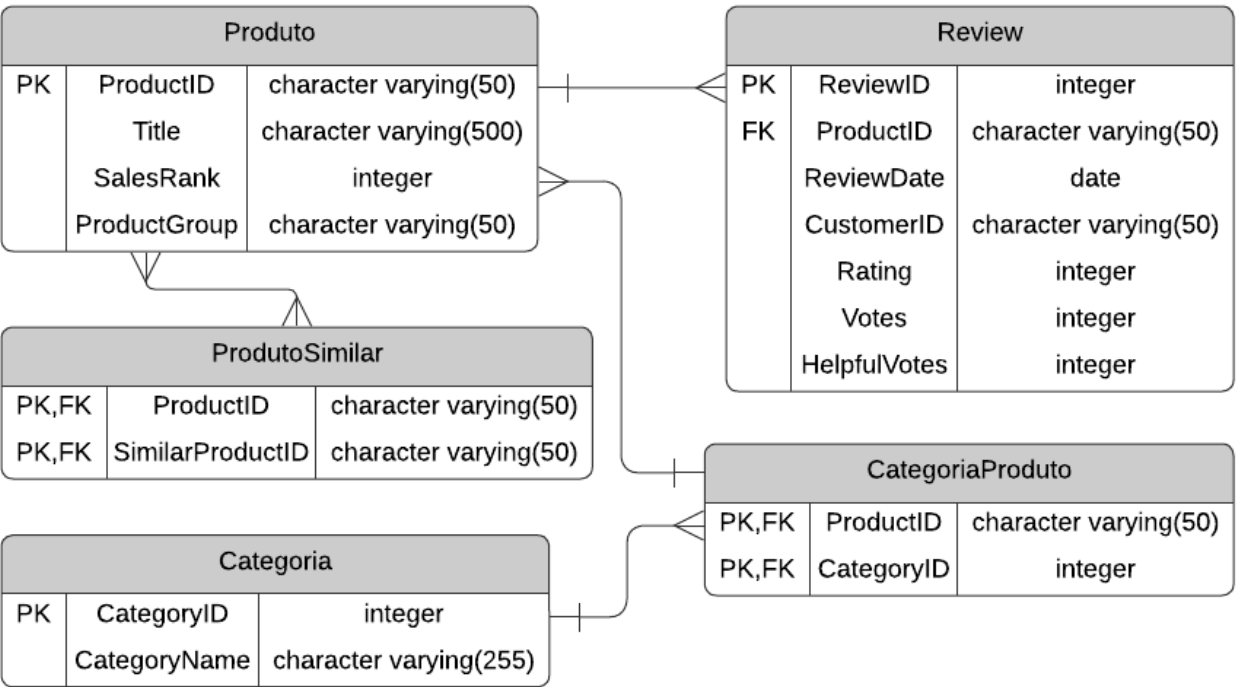 Produto
PK ProductID character varying(50)
Title character varying(500)
SalesRank integer
ProductGroup character varying(50)
Review
PK ReviewID integer
FK ProductID character varying(50)
ReviewDate date
CustomerID character varying(50)
Rating integer
Votes integer
HelpfulVotes integer
ProdutoSimilar
PK,FK ProductID character varying(50)
PK,FK SimilarProductID character varying(50)
CategoriaProduto
PK,FK ProductID character varying(50)
PK,FK CategoryID integer
Categoria
PK CategoryID integer
CategoryName character varying(255)